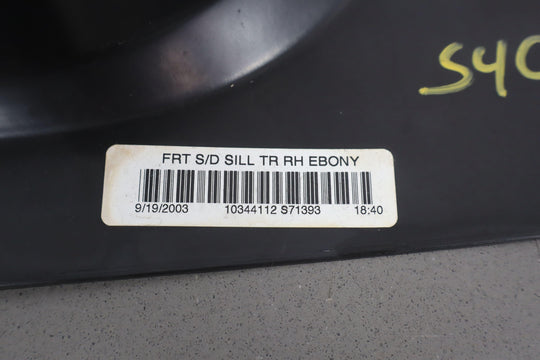 S40
FRT S/D SILL TR RH EBONY
9/19/2003 10344112 S71393 18:40